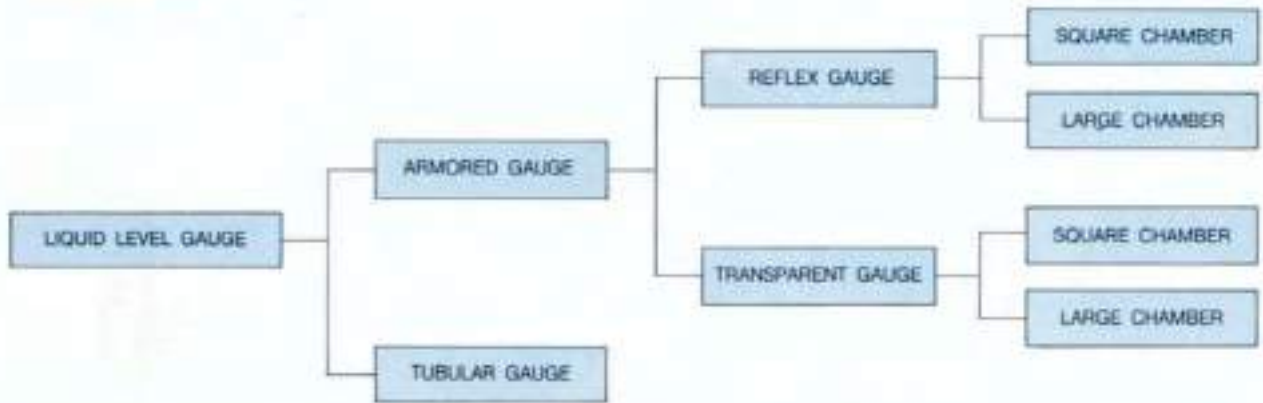 LIQUID LEVEL GAUGE
ARMORED GAUGE
TUBULAR GAUGE
REFLEX GAUGE
TRANSPARENT GAUGE
SQUARE CHAMBER
LARGE CHAMBER
SQUARE CHAMBER
LARGE CHAMBER